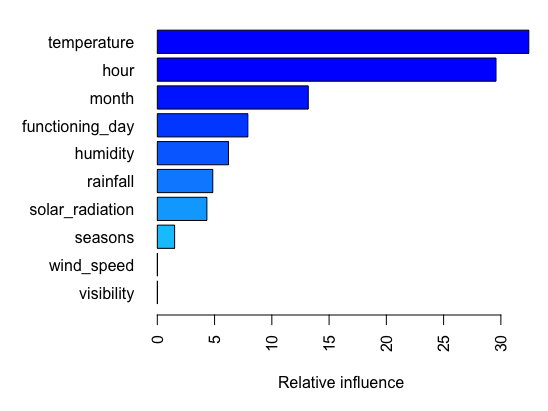 temperature
hour
month
functioning_day
humidity
rainfall
solar_radiation
seasons
wind_speed
visibility
0 5 10 15 20 25 30
Relative influence